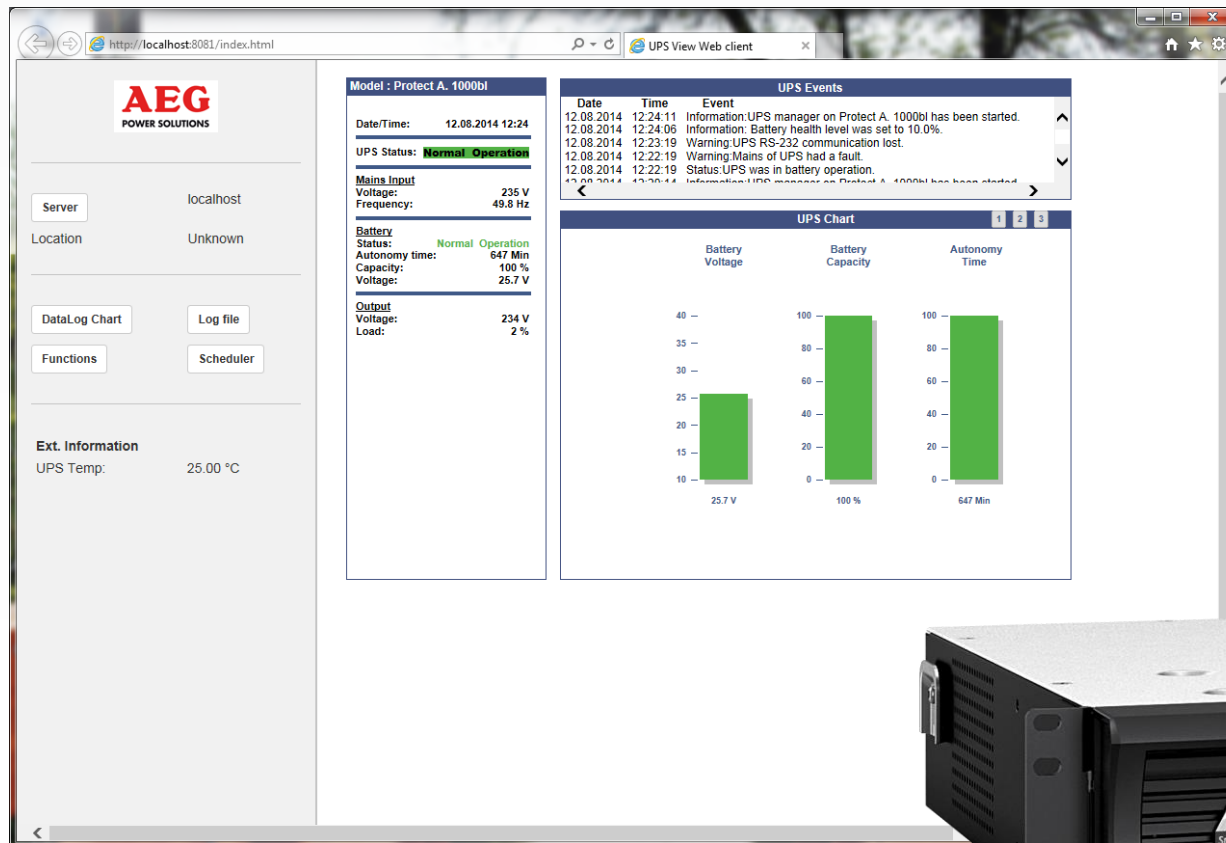 http://localhost:8081/index.html
UPS View Web client
AEG
POWER SOLUTIONS
Server
localhost
Location
Unknown
DataLog Chart
Log file
Functions
Scheduler
Ext. Information
UPS Temp:
25.00 °C
Model : Protect A. 1000bl
Date/Time: 12.08.2014 12:24
UPS Status: Normal Operation
Mains Input
Voltage: 235 V
Frequency: 49.8 Hz
Battery
Status: Normal Operation
Autonomy time: 647 Min
Capacity: 100 %
Voltage: 25.7 V
Output
Voltage: 234 V
Load: 2 %
UPS Events
Date Time Event
12.08.2014 12:24:11 Information:UPS manager on Protect A. 1000bl has been started.
12.08.2014 12:24:06 Information: Battery health level was set to 10.0%.
12.08.2014 12:23:19 Warning:UPS RS-232 communication lost.
12.08.2014 12:22:19 Warning:Mains of UPS had a fault.
12.08.2014 12:22:19 Status:UPS was in battery operation.
Information:UPS manager on Protect A. 1000bl has been started
UPS Chart
1 2 3
Battery
Voltage
Battery
Capacity
Autonomy
Time
40
35
30
25
20
15
10
25.7 V
100
80
60
40
20
0
100 %
100
80
60
40
20
0
647 Min